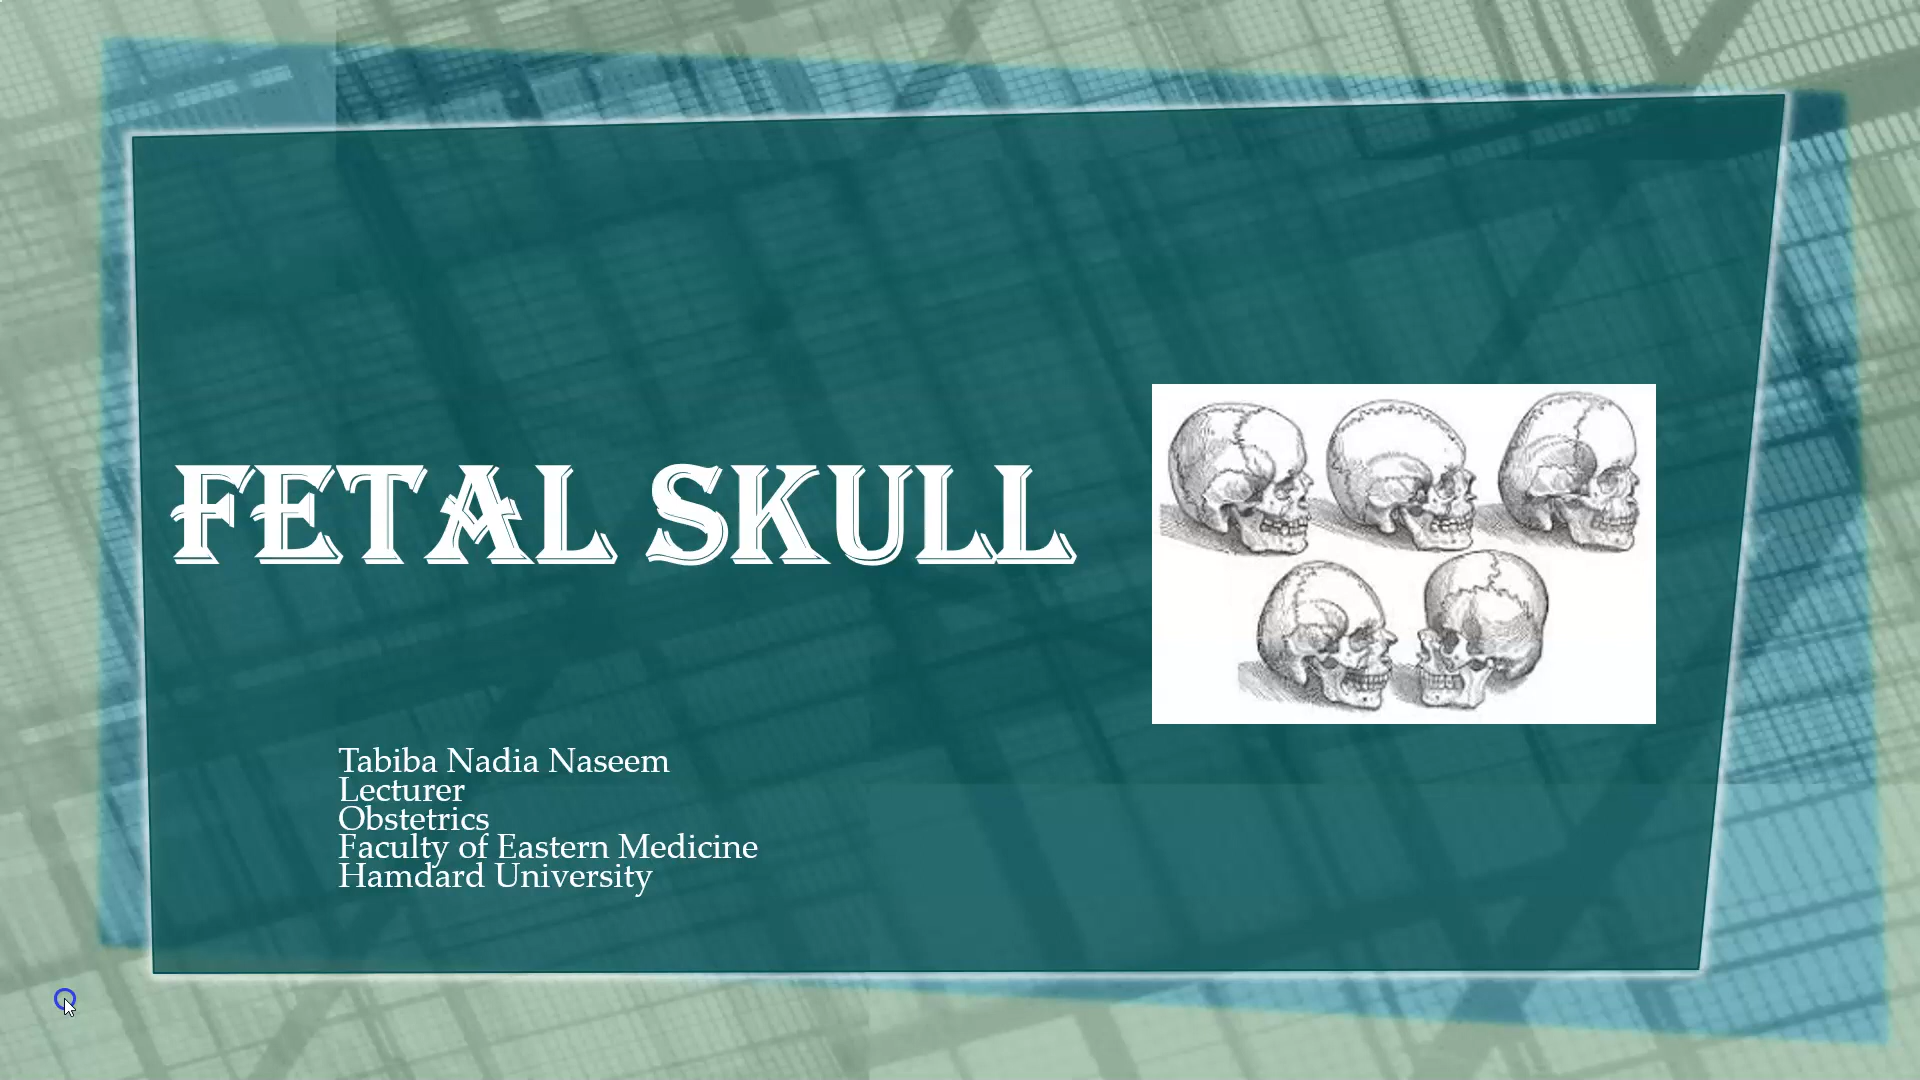 FETAL SKULL
Tabiba Nadia Naseem
Lecturer
Obstetrics
Faculty of Eastern Medicine
Hamdard University